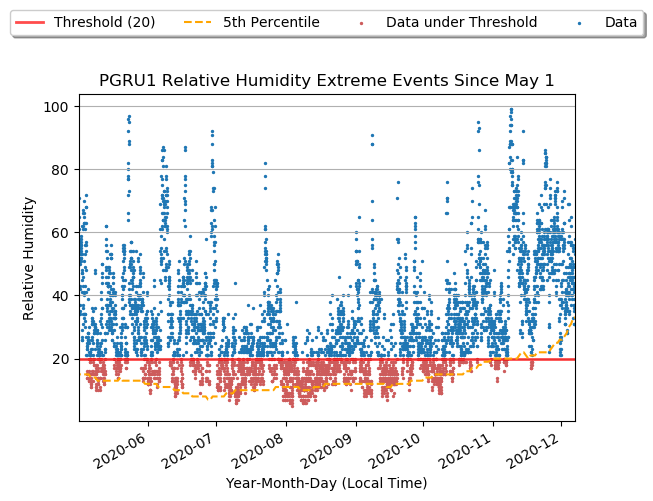 Threshold (20) 5th Percentile Data under Threshold Data
PGRU1 Relative Humidity Extreme Events Since May 1
100
80
60
40
20
Relative Humidity
2020-06 2020-07 2020-08 2020-09 2020-10 2020-11 2020-12
Year-Month-Day (Local Time)